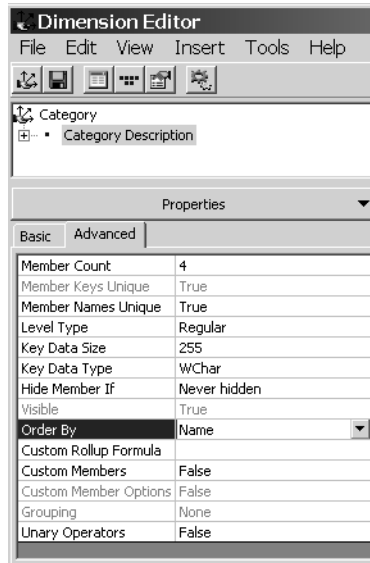 Dimension Editor
File Edit View Insert Tools Help
Category
Category Description
Properties
Basic Advanced
Member Count 4
Member Keys Unique True
Member Names Unique True
Level Type Regular
Key Data Size 255
Key Data Type WChar
Hide Member If Never hidden
Visible True
Order By Name
Custom Rollup Formula
Custom Members False
Custom Member Options False
Grouping None
Unary Operators False